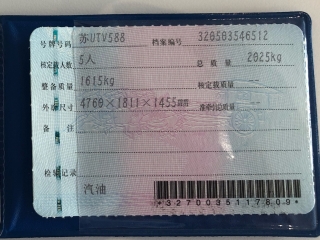 号牌号码 苏UTV588 档案编号 320503546512
核定载人数 5人 总质量 2025kg
整备质量 1615kg 核定载质量 --
外廓尺寸 4760×1811×1455mm 准牵引总质量 --
备注
检验记录
汽油
*3270035117809*